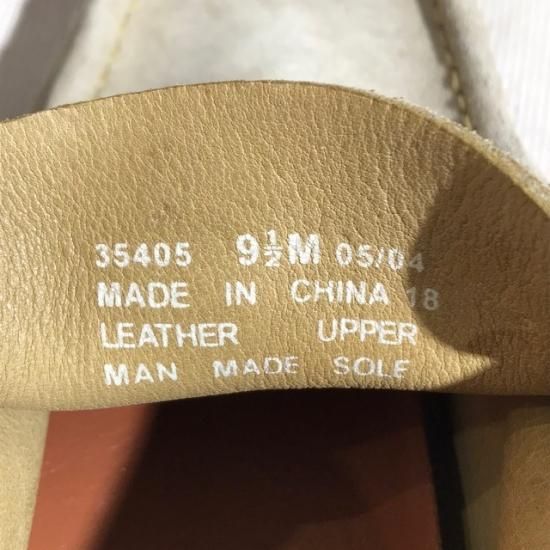 35405 9½M 05/04
MADE IN CHINA 18
LEATHER UPPER
MAN MADE SOLE